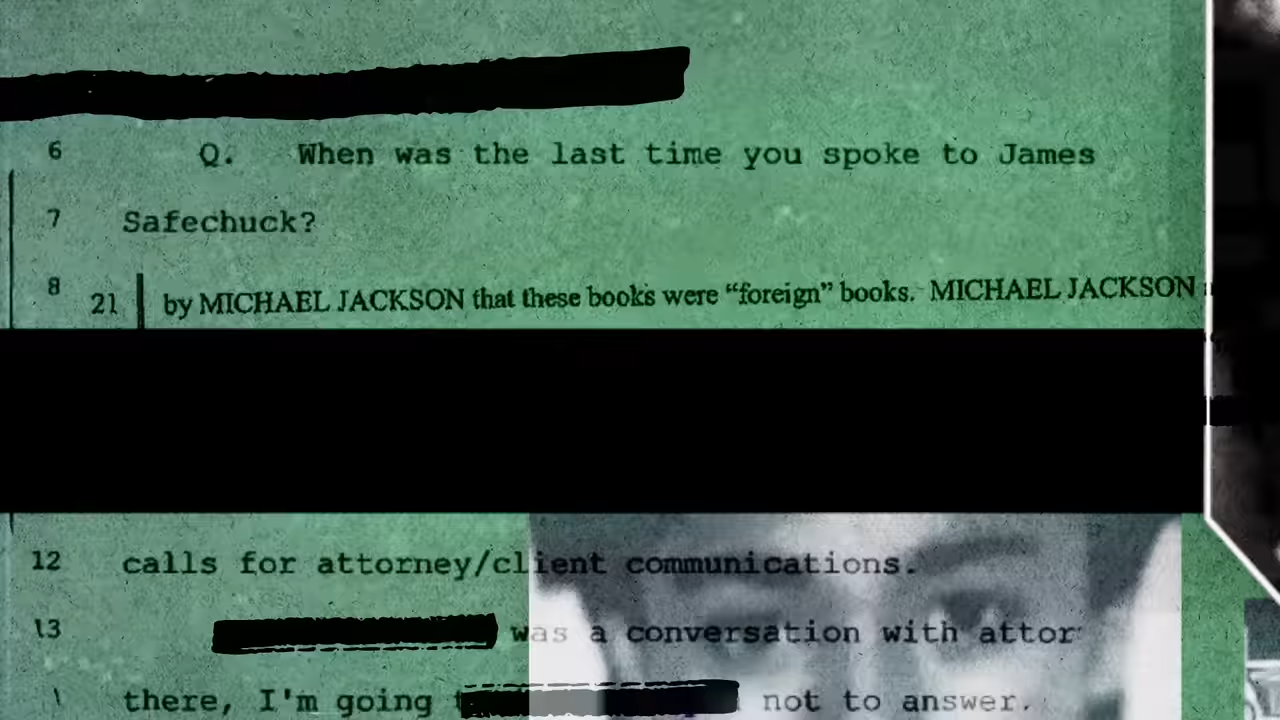 6 Q. When was the last time you spoke to James
7 Safechuck?
8
21 by MICHAEL JACKSON that these books were “foreign” books. MICHAEL JACKSON
12 calls for attorney/client communications.
13 was a conversation with attor
there, I'm going not to answer.